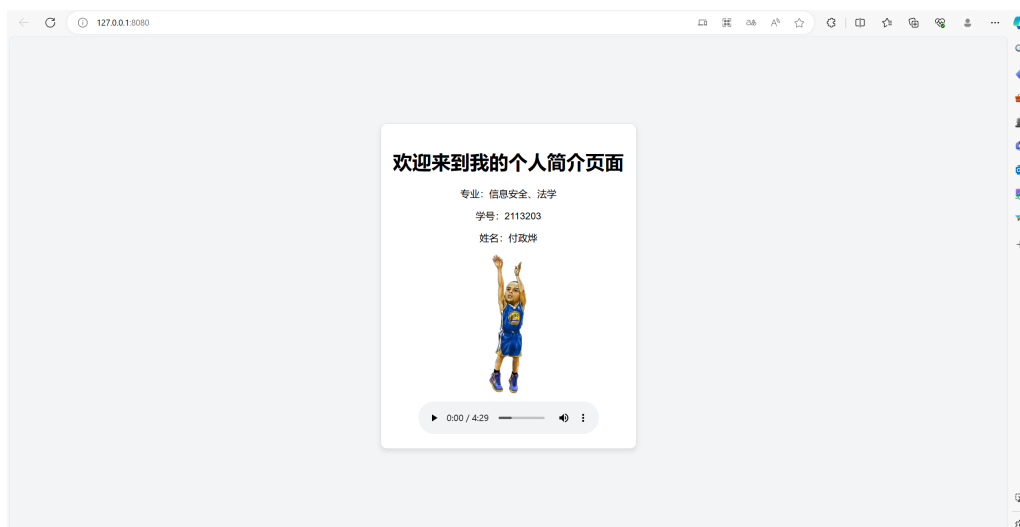 127.0.0.1:8080
欢迎来到我的个人简介页面
专业：信息安全、法学
学号：2113203
姓名：付政烨
0:00 / 4:29